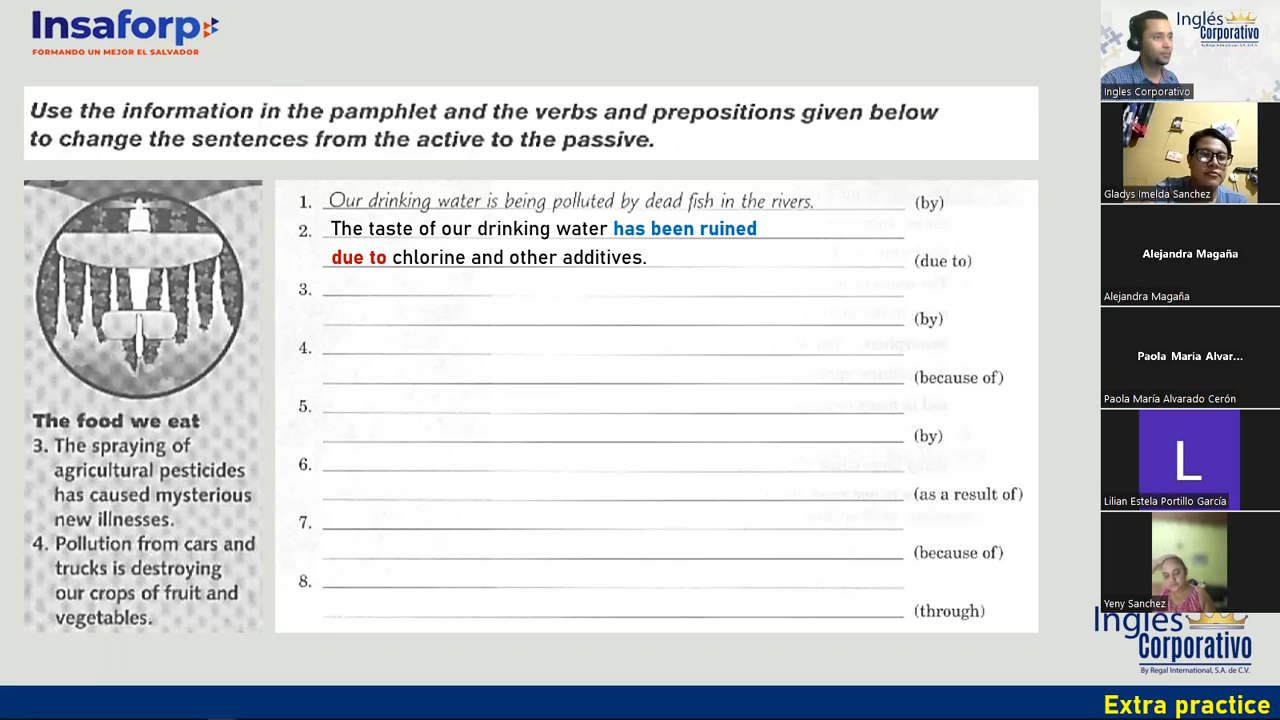 Insaforp
FORMANDO UN MEJOR EL SALVADOR
Use the information in the pamphlet and the verbs and prepositions given below
to change the sentences from the active to the passive.
The food we eat
3. The spraying of
agricultural pesticides
has caused mysterious
new illnesses.
4. Pollution from cars and
trucks is destroying
our crops of fruit and
vegetables.
1. Our drinking water is being polluted by dead fish in the rivers. (by)
2. The taste of our drinking water has been ruined
due to chlorine and other additives. (due to)
3.
(by)
4.
(because of)
5.
(by)
6.
(as a result of)
7.
(because of)
8.
(through)
Inglés
Corporativo
Ingles Corporativo
Gladys Imelda Sanchez
Alejandra Magaña
Alejandra Magaña
Paola María Alvar...
Paola María Alvarado Cerón
L
Lilian Estela Portillo García
Yeny Sanchez
Inglés
Corporativo
By Regal International, S.A. de C.V.
Extra practice